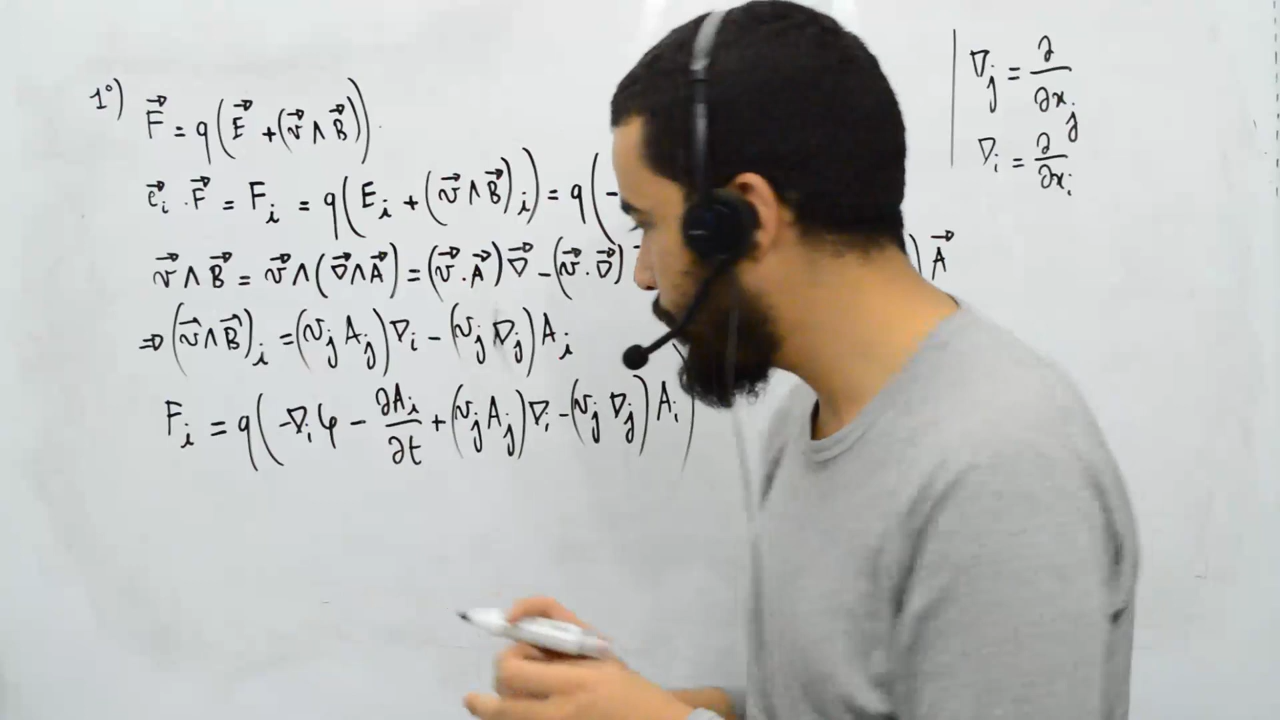 1°) F⃗ = q(E⃗ + (v⃗ ∧ B⃗))
e⃗ᵢ . F⃗ = Fᵢ = q(Eᵢ + (v⃗ ∧ B⃗)ᵢ) = q(-
v⃗ ∧ B⃗ = v⃗ ∧ (∇⃗ ∧ A⃗) = (v⃗ . A⃗) ∇⃗ - (v⃗ . ∇⃗) ) A⃗
⇒ (v⃗ ∧ B⃗)ᵢ = (vⱼ Aⱼ) ∇ᵢ - (vⱼ ∇ⱼ) Aᵢ
Fᵢ = q( -∇ᵢφ - ∂Aᵢ/∂t + (vⱼ Aⱼ) ∇ᵢ - (vⱼ ∇ⱼ) Aᵢ )
∇ⱼ = ∂/∂xⱼ
∇ᵢ = ∂/∂xᵢ